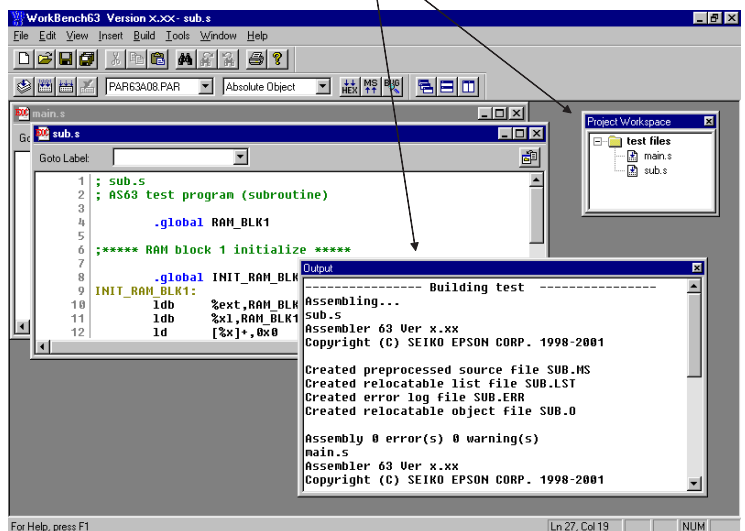 WorkBench63 Version x.xx - sub.s
File Edit View Insert Build Tools Window Help
PAR63A08.PAR
Absolute Object
HEX
MS
BUG
main.s
sub.s
Goto Label:
1 ; sub.s
2 ; AS63 test program (subroutine)
3
4 .global RAM_BLK1
5
6 ;***** RAM block 1 initialize *****
7
8 .global INIT_RAM_BLK
9 INIT_RAM_BLK1:
10 ldb %ext,RAM_BLK
11 ldb %xl,RAM_BLK1
12 ld [%x]+,0x0
Project Workspace
test files
main.s
sub.s
Output
---------------- Building test ----------------
Assembling...
sub.s
Assembler 63 Ver x.xx
Copyright (C) SEIKO EPSON CORP. 1998-2001
Created preprocessed source file SUB.MS
Created relocatable list file SUB.LST
Created error log file SUB.ERR
Created relocatable object file SUB.O
Assembly 0 error(s) 0 warning(s)
main.s
Assembler 63 Ver x.xx
Copyright (C) SEIKO EPSON CORP. 1998-2001
For Help, press F1
Ln 27, Col 19
NUM